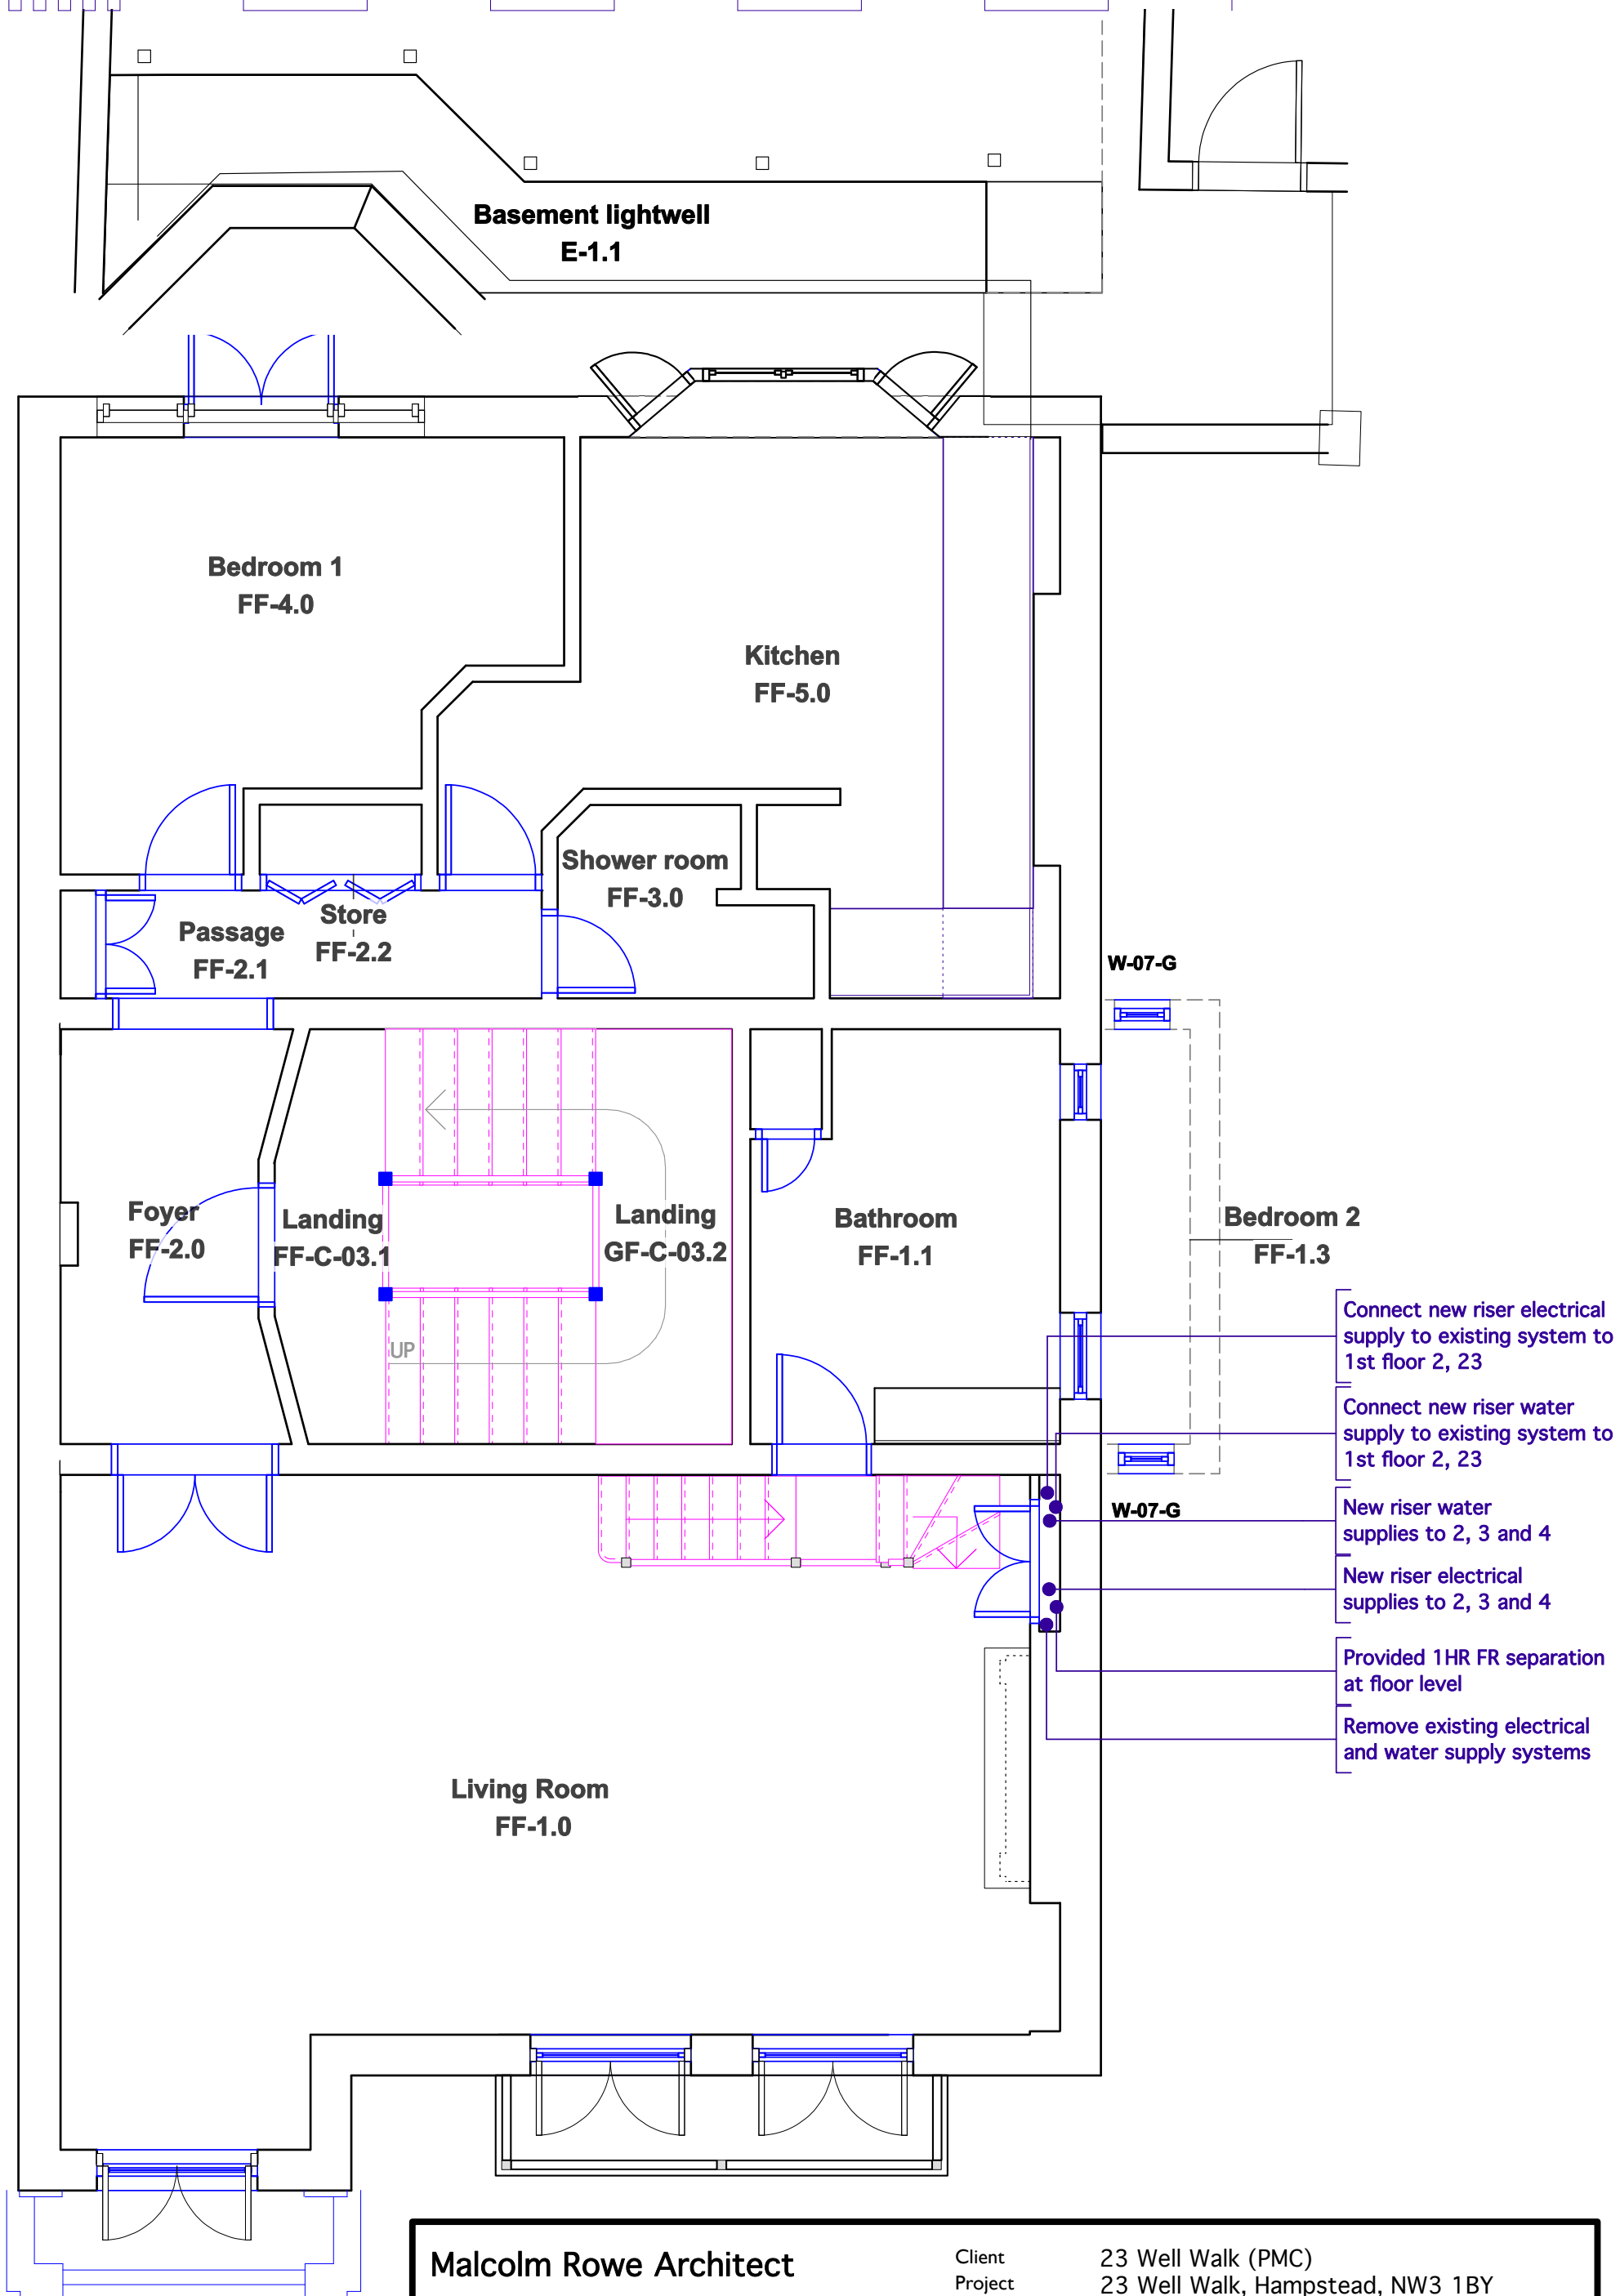 Basement lightwell
E-1.1
Bedroom 1
FF-4.0
Kitchen
FF-5.0
Shower room
FF-3.0
Store
FF-2.2
Passage
FF-2.1
W-07-G
Foyer
FF-2.0
Landing
FF-C-03.1
Landing
GF-C-03.2
Bathroom
FF-1.1
Bedroom 2
FF-1.3
UP
Connect new riser electrical
supply to existing system to
1st floor 2, 23
Connect new riser water
supply to existing system to
1st floor 2, 23
W-07-G
New riser water
supplies to 2, 3 and 4
New riser electrical
supplies to 2, 3 and 4
Provided 1HR FR separation
at floor level
Remove existing electrical
and water supply systems
Living Room
FF-1.0
Malcolm Rowe Architect
Client 23 Well Walk (PMC)
Project 23 Well Walk, Hampstead, NW3 1BY